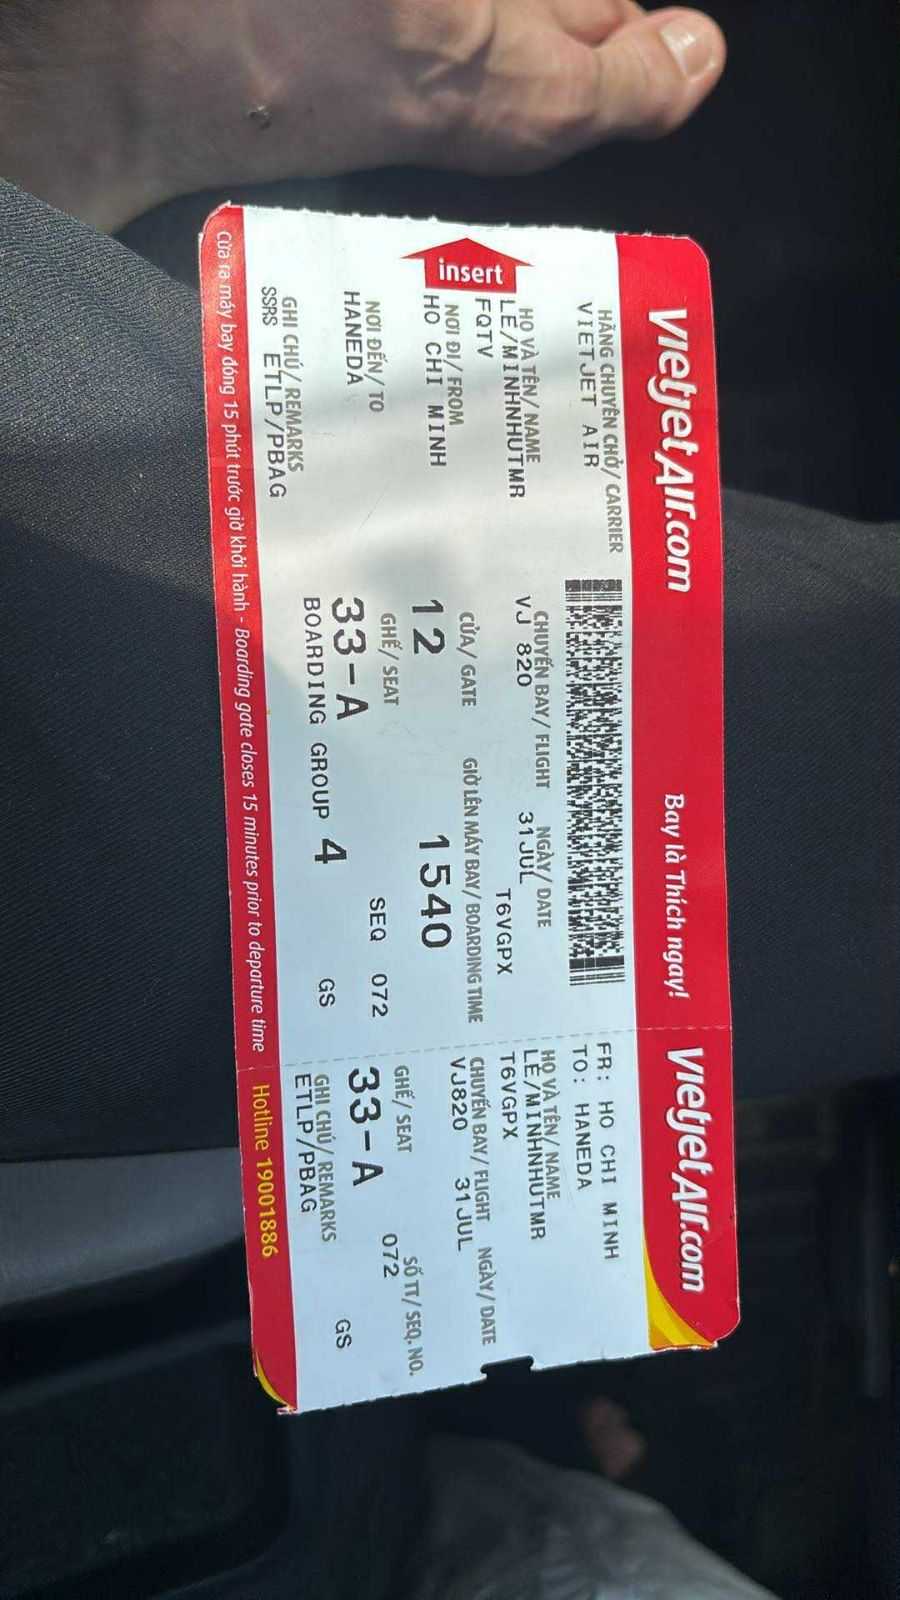 vietjetAir.com
Bay là Thích ngay!
HÃNG CHUYÊN CHỞ/ CARRIER
VIETJET AIR
HỌ VÀ TÊN/ NAME
LE/MINHNHUTMR
FQTV
CHUYẾN BAY/ FLIGHT
VJ 820
NGÀY/ DATE
31JUL
T6VGPX
insert
NƠI ĐI/ FROM
HO CHI MINH
CỬA/ GATE
12
GIỜ LÊN MÁY BAY/ BOARDING TIME
1540
NƠI ĐẾN/ TO
HANEDA
GHẾ/ SEAT
33-A
SEQ 072
BOARDING GROUP 4
GS
GHI CHÚ/ REMARKS
SSRS ETLP/PBAG
cửa ra máy bay đóng 15 phút trước giờ khởi hành - Boarding gate closes 15 minutes prior to departure time
vietjetAir.com
FR: HO CHI MINH
TO: HANEDA
HỌ VÀ TÊN/ NAME
LE/MINHNHUTMR
T6VGPX
CHUYẾN BAY/ FLIGHT NGÀY/ DATE
VJ820 31JUL
GHẾ/ SEAT
33-A
SỐ TT/ SEQ. NO.
072
GHI CHÚ/ REMARKS
ETLP/PBAG
GS
Hotline 19001886